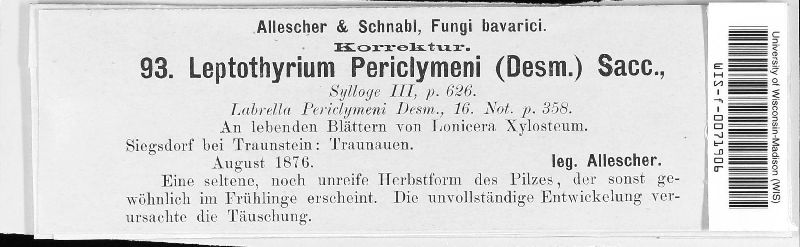 Allescher & Schnabl, Fungi bavarici.
Korrektur.
93. Leptothyrium Periclymeni (Desm.) Sacc.,
Sylloge III, p. 626.
Labrella Periclymeni Desm., 16. Not. p. 358.
An lebenden Blättern von Lonicera Xylosteum.
Siegsdorf bei Traunstein: Traunauen.
August 1876. leg. Allescher.
Eine seltene, noch unreife Herbstform des Pilzes, der sonst ge-
wöhnlich im Frühlinge erscheint. Die unvollständige Entwickelung ver-
ursachte die Täuschung.
University of Wisconsin-Madison (WIS)
WIS-f-0071906